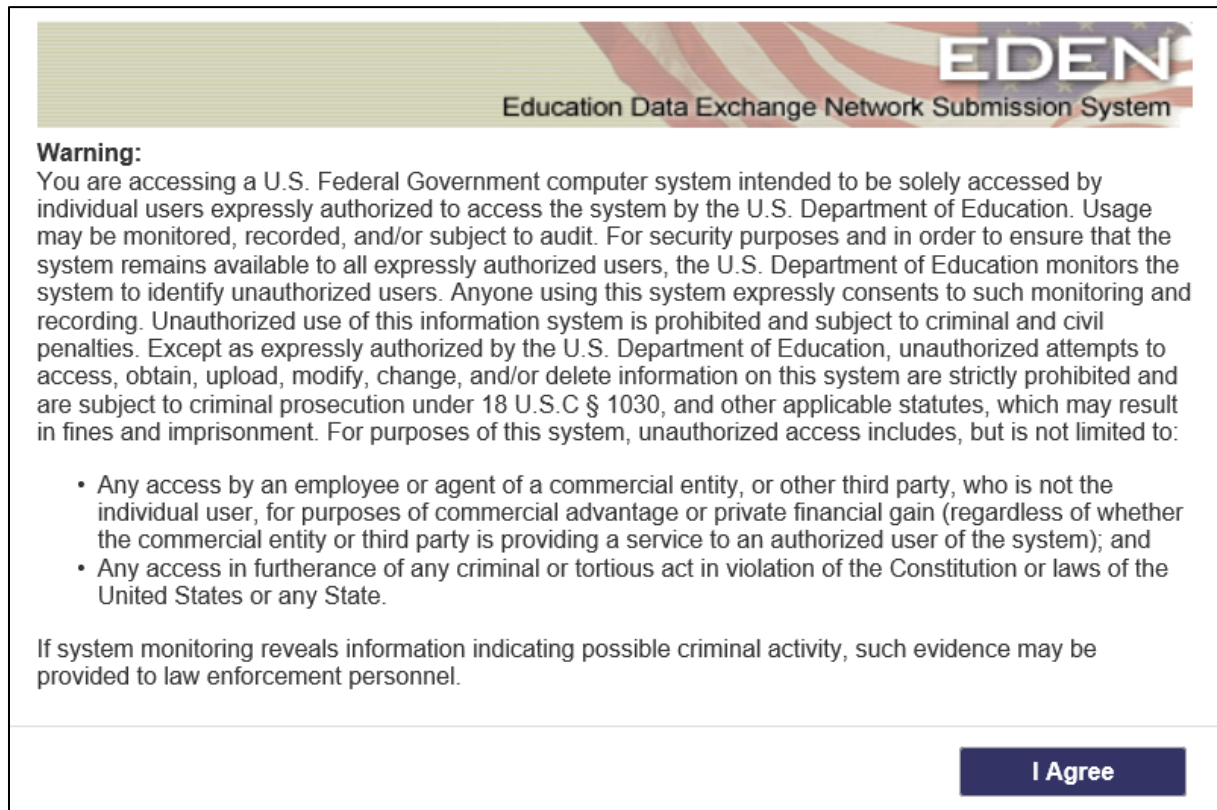 EDEN
Education Data Exchange Network Submission System
Warning:
You are accessing a U.S. Federal Government computer system intended to be solely accessed by
individual users expressly authorized to access the system by the U.S. Department of Education. Usage
may be monitored, recorded, and/or subject to audit. For security purposes and in order to ensure that the
system remains available to all expressly authorized users, the U.S. Department of Education monitors the
system to identify unauthorized users. Anyone using this system expressly consents to such monitoring and
recording. Unauthorized use of this information system is prohibited and subject to criminal and civil
penalties. Except as expressly authorized by the U.S. Department of Education, unauthorized attempts to
access, obtain, upload, modify, change, and/or delete information on this system are strictly prohibited and
are subject to criminal prosecution under 18 U.S.C § 1030, and other applicable statutes, which may result
in fines and imprisonment. For purposes of this system, unauthorized access includes, but is not limited to:
• Any access by an employee or agent of a commercial entity, or other third party, who is not the
individual user, for purposes of commercial advantage or private financial gain (regardless of whether
the commercial entity or third party is providing a service to an authorized user of the system); and
• Any access in furtherance of any criminal or tortious act in violation of the Constitution or laws of the
United States or any State.
If system monitoring reveals information indicating possible criminal activity, such evidence may be
provided to law enforcement personnel.
I Agree